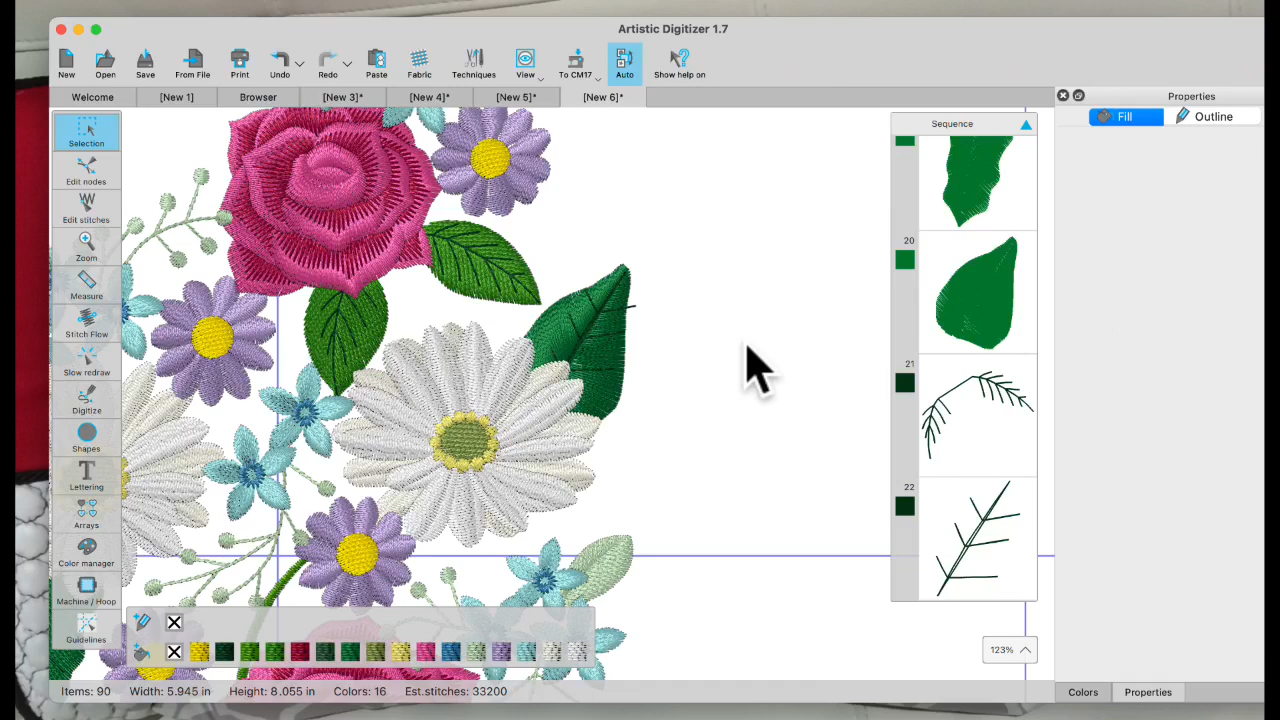 Artistic Digitizer 1.7
New Open Save From File Print Undo Redo Paste Fabric Techniques View To CM17 Auto Show help on
Welcome [New 1] Browser [New 3]* [New 4]* [New 5]* [New 6]*
Properties
Fill Outline
Selection
Edit nodes
Edit stitches
Zoom
Measure
Stitch Flow
Slow redraw
Digitize
Shapes
Lettering
Arrays
Color manager
Machine / Hoop
Guidelines
Sequence
20
21
22
123%
Items: 90 Width: 5.945 in Height: 8.055 in Colors: 16 Est.stitches: 33200
Colors Properties